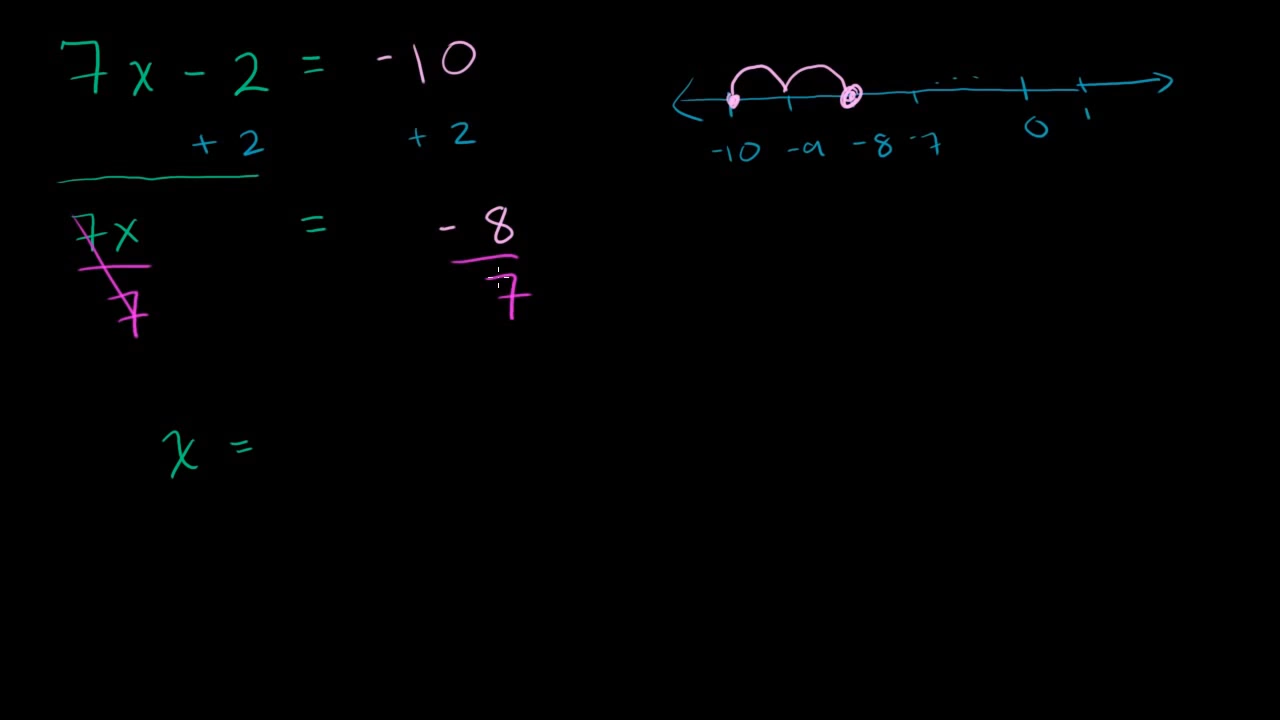 7x - 2 = -10
+ 2 + 2
7x = -8
7 7
x =
-10 -9 -8 -7 ... 0 1